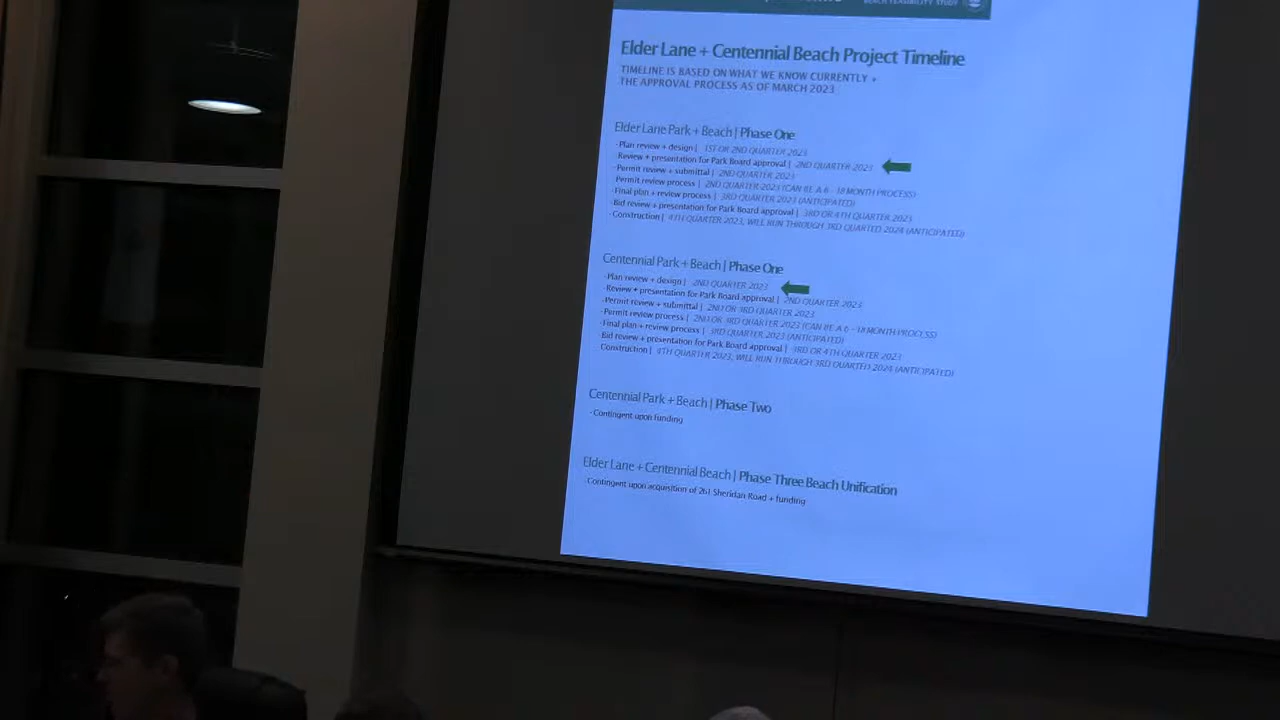 BEACH FEASIBILITY STUDY
Elder Lane + Centennial Beach Project Timeline
TIMELINE IS BASED ON WHAT WE KNOW CURRENTLY +
THE APPROVAL PROCESS AS OF MARCH 2023
Elder Lane Park + Beach | Phase One
· Plan review + design | 1ST OR 2ND QUARTER 2023
· Review + presentation for Park Board approval | 2ND QUARTER 2023
· Permit review + submittal | 2ND QUARTER 2023
· Permit review process | 2ND QUARTER 2023 (CAN BE A 6 - 18 MONTH PROCESS)
· Final plan + review process | 3RD QUARTER 2023 (ANTICIPATED)
· Bid review + presentation for Park Board approval | 3RD OR 4TH QUARTER 2023
· Construction | 4TH QUARTER 2023, WILL RUN THROUGH 3RD QUARTED 2024 (ANTICIPATED)
Centennial Park + Beach | Phase One
· Plan review + design | 2ND QUARTER 2023
· Review + presentation for Park Board approval | 2ND QUARTER 2023
· Permit review + submittal | 2ND OR 3RD QUARTER 2023
· Permit review process | 2ND OR 3RD QUARTER 2023 (CAN BE A 6 - 18 MONTH PROCESS)
· Final plan + review process | 3RD QUARTER 2023 (ANTICIPATED)
· Bid review + presentation for Park Board approval | 3RD OR 4TH QUARTER 2023
· Construction | 4TH QUARTER 2023, WILL RUN THROUGH 3RD QUARTED 2024 (ANTICIPATED)
Centennial Park + Beach | Phase Two
· Contingent upon funding
Elder Lane + Centennial Beach | Phase Three Beach Unification
· Contingent upon acquisition of 261 Sheridan Road + funding